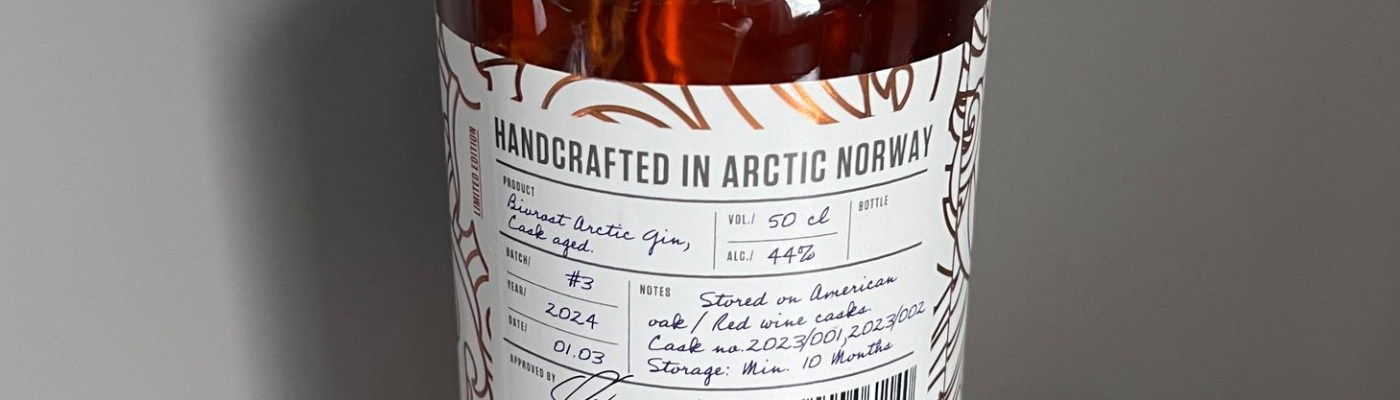 HANDCRAFTED IN ARCTIC NORWAY
LIMITED EDITION
PRODUCT
Bivrost Arctic Gin,
Cask aged.
VOL./ 50 cl
ALC./ 44%
BOTTLE
BATCH/ #3
YEAR/ 2024
DATE/ 01.03
NOTES Stored on American
oak / Red wine casks.
Cask no. 2023/001, 2023/002
Storage: Min. 10 Months
APPROVED BY